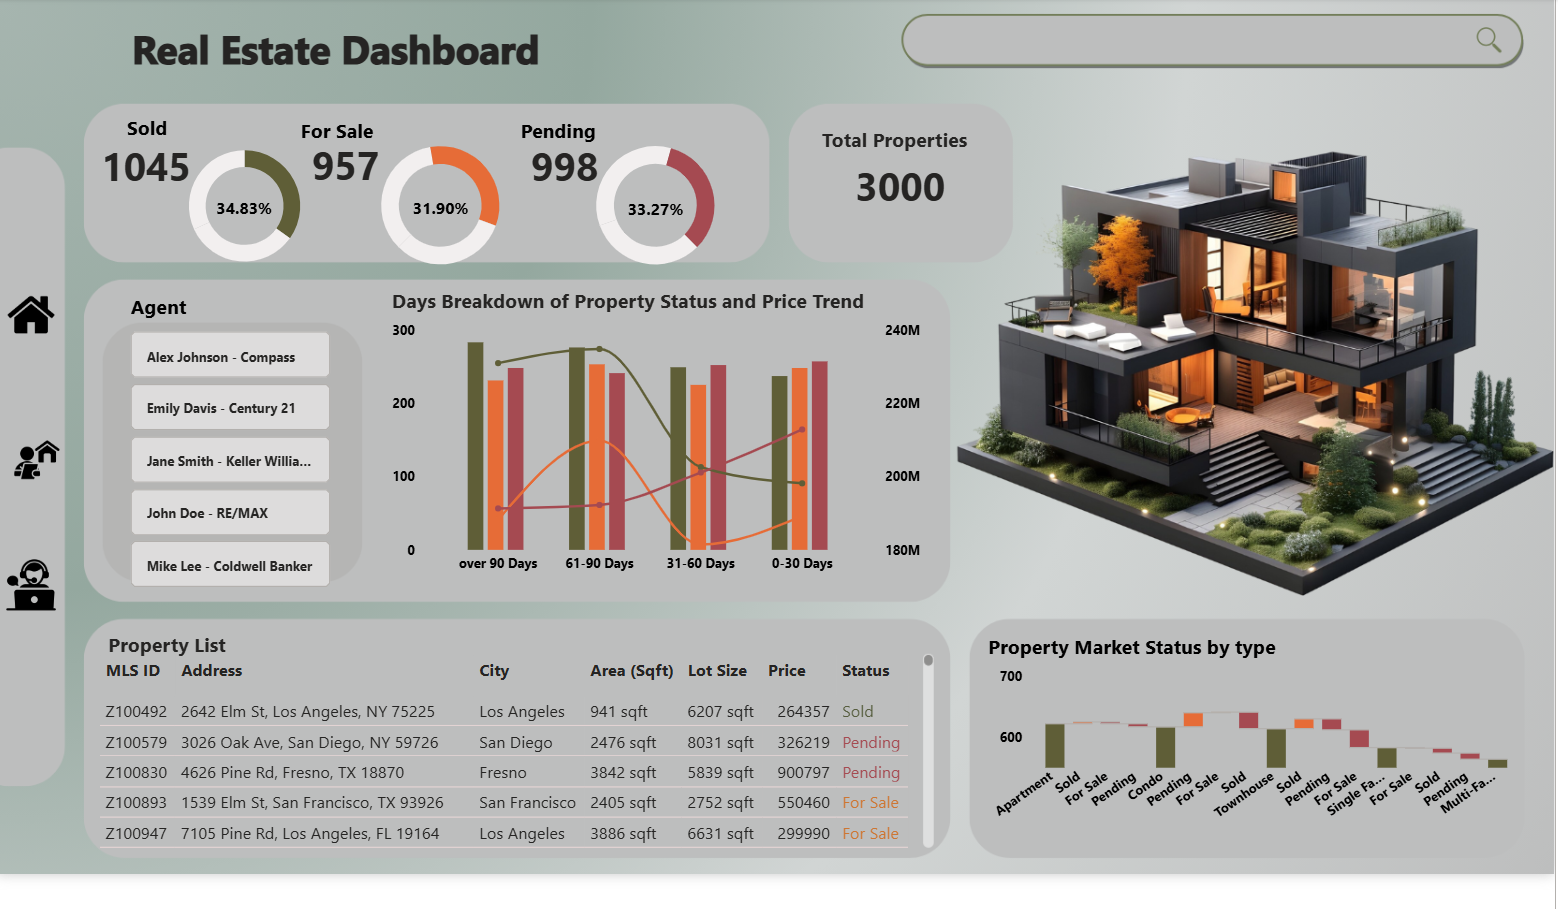 Real Estate Dashboard
Sold
1045
34.83%
For Sale
957
31.90%
Pending
998
33.27%
Total Properties
3000
Agent
Alex Johnson - Compass
Emily Davis - Century 21
Jane Smith - Keller Willia...
John Doe - RE/MAX
Mike Lee - Coldwell Banker
Days Breakdown of Property Status and Price Trend
300
200
100
0
240M
220M
200M
180M
over 90 Days 61-90 Days 31-60 Days 0-30 Days
Property List
MLS ID Address City Area (Sqft) Lot Size Price Status
Z100492 2642 Elm St, Los Angeles, NY 75225 Los Angeles 941 sqft 6207 sqft 264357 Sold
Z100579 3026 Oak Ave, San Diego, NY 59726 San Diego 2476 sqft 8031 sqft 326219 Pending
Z100830 4626 Pine Rd, Fresno, TX 18870 Fresno 3842 sqft 5839 sqft 900797 Pending
Z100893 1539 Elm St, San Francisco, TX 93926 San Francisco 2405 sqft 2752 sqft 550460 For Sale
Z100947 7105 Pine Rd, Los Angeles, FL 19164 Los Angeles 3886 sqft 6631 sqft 299990 For Sale
Property Market Status by type
700
600
Apartment
Sold
For Sale
Pending
Condo
Pending
For Sale
Sold
Townhouse
Sold
Pending
For Sale
Single Fa...
For Sale
Sold
Pending
Multi-Fa...